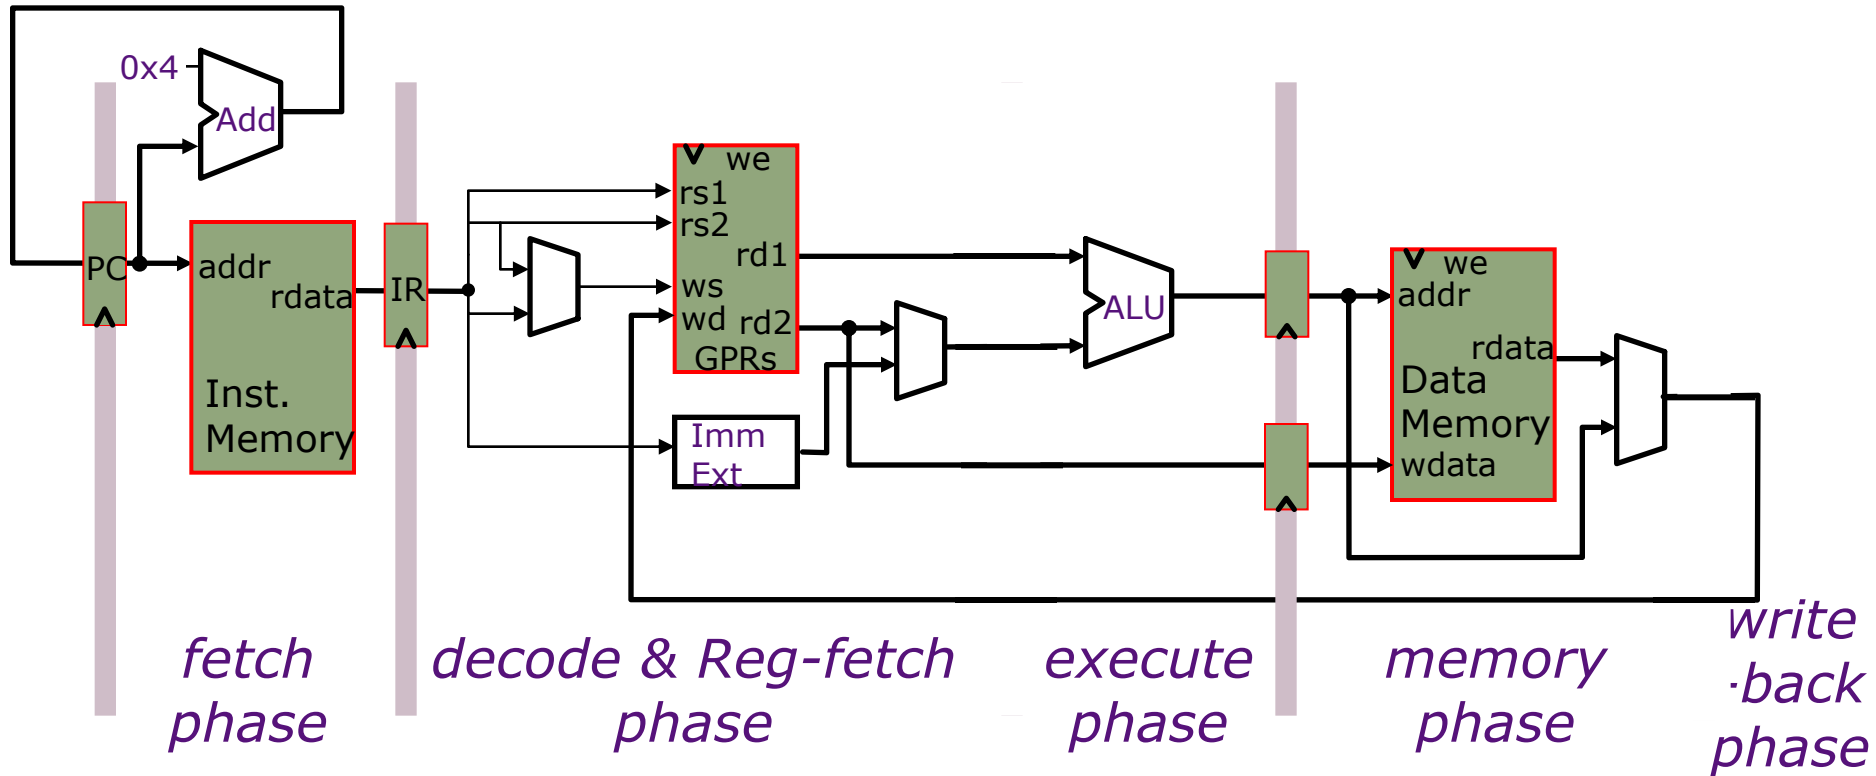 0x4
Add
PC
addr
rdata
Inst.
Memory
IR
we
rs1
rs2
rd1
ws
wd
rd2
GPRs
Imm
Ext
ALU
we
addr
rdata
Data
Memory
wdata
fetch
phase
decode & Reg-fetch
phase
execute
phase
memory
phase
write
-back
phase